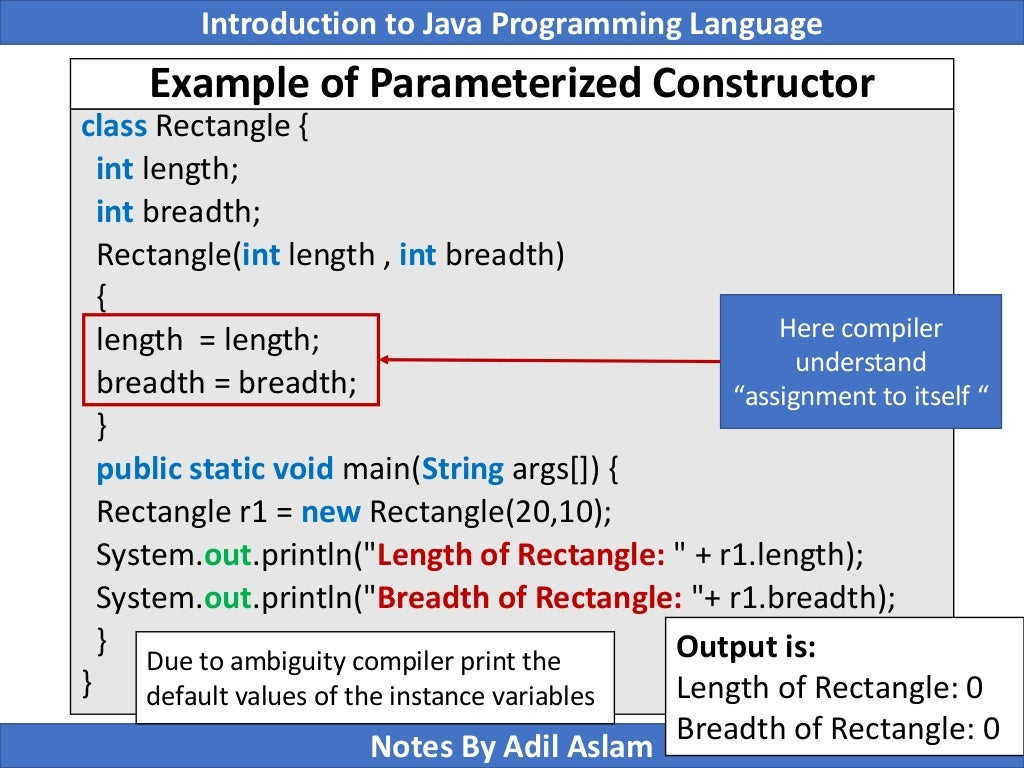 Introduction to Java Programming Language
Example of Parameterized Constructor
class Rectangle {
int length;
int breadth;
Rectangle(int length , int breadth)
{
length  = length;
breadth = breadth;
}
Here compiler
understand
“assignment to itself “
public static void main(String args[]) {
Rectangle r1 = new Rectangle(20,10);
System.out.println("Length of Rectangle: " + r1.length);
System.out.println("Breadth of Rectangle: "+ r1.breadth);
}
}
Due to ambiguity compiler print the
default values of the instance variables
Output is:
Length of Rectangle: 0
Breadth of Rectangle: 0
Notes By Adil Aslam